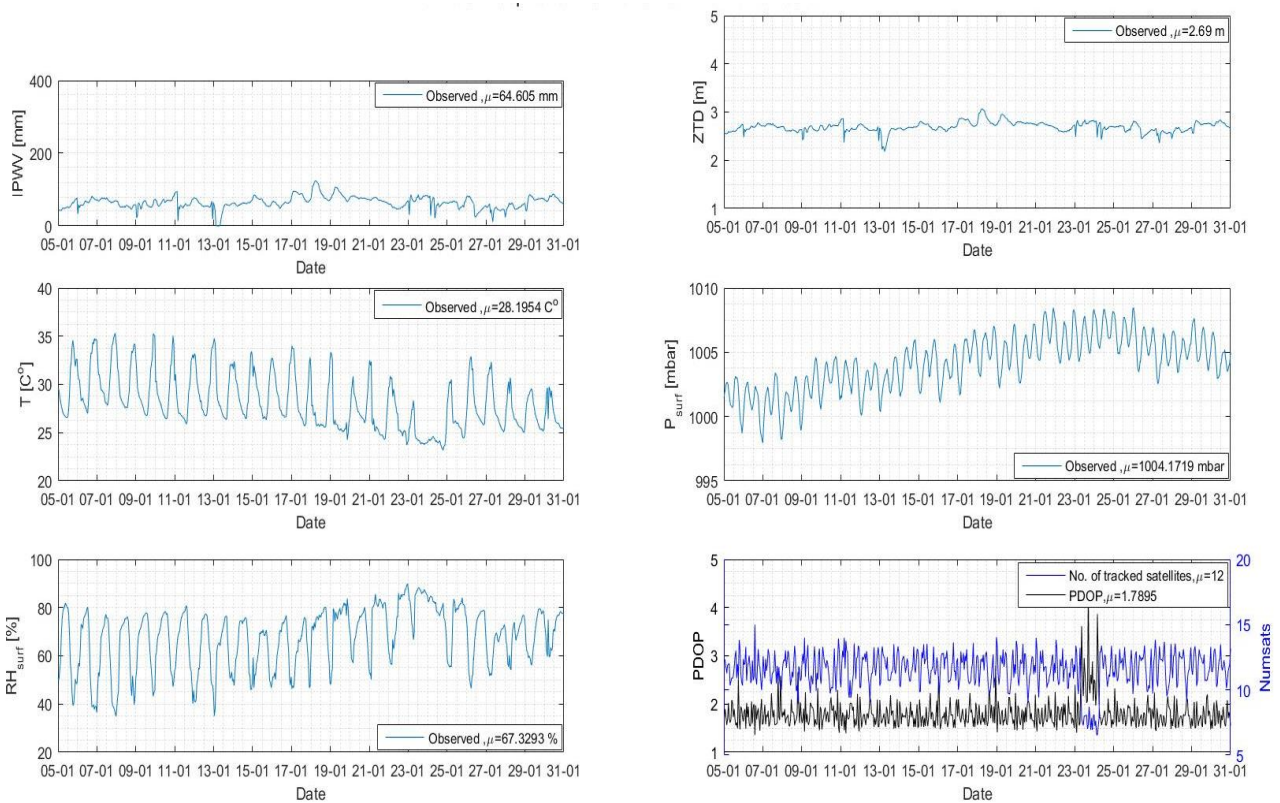 400
200
0
IPWV [mm]
Observed ,μ=64.605 mm
05-01 07-01 09-01 11-01 13-01 15-01 17-01 19-01 21-01 23-01 25-01 27-01 29-01 31-01
Date
5
4
3
2
1
ZTD [m]
Observed ,μ=2.69 m
05-01 07-01 09-01 11-01 13-01 15-01 17-01 19-01 21-01 23-01 25-01 27-01 29-01 31-01
Date
40
35
30
25
20
T [C°]
Observed ,μ=28.1954 C°
05-01 07-01 09-01 11-01 13-01 15-01 17-01 19-01 21-01 23-01 25-01 27-01 29-01 31-01
Date
1010
1005
1000
995
P surf [mbar]
Observed ,μ=1004.1719 mbar
05-01 07-01 09-01 11-01 13-01 15-01 17-01 19-01 21-01 23-01 25-01 27-01 29-01 31-01
Date
100
80
60
40
20
RH surf [%]
Observed ,μ=67.3293 %
05-01 07-01 09-01 11-01 13-01 15-01 17-01 19-01 21-01 23-01 25-01 27-01 29-01 31-01
Date
5
4
3
2
1
PDOP
No. of tracked satellites,μ=12
PDOP,μ=1.7895
20
15
10
5
Numsats
05-01 07-01 09-01 11-01 13-01 15-01 17-01 19-01 21-01 23-01 25-01 27-01 29-01 31-01
Date